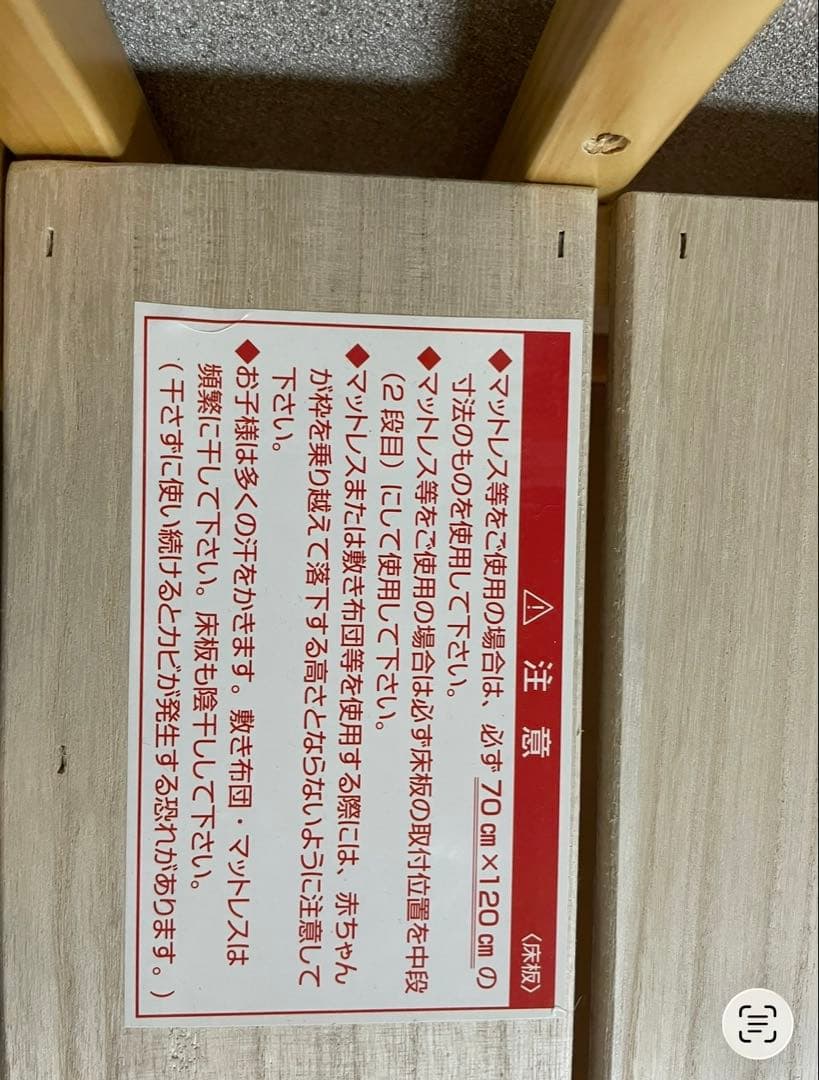 ⚠ 注意 〈床板〉
◆マットレス等をご使用の場合は、必ず70㎝×120㎝の
寸法のものを使用して下さい。
◆マットレス等をご使用の場合は必ず床板の取付位置を中段
(2段目)にして使用して下さい。
◆マットレスまたは敷き布団等を使用する際には、赤ちゃん
が枠を乗り越えて落下する高さとならないように注意して
下さい。
◆お子様は多くの汗をかきます。敷き布団・マットレスは
頻繁に干して下さい。床板も陰干しして下さい。
(干さずに使い続けるとカビが発生する恐れがあります。)